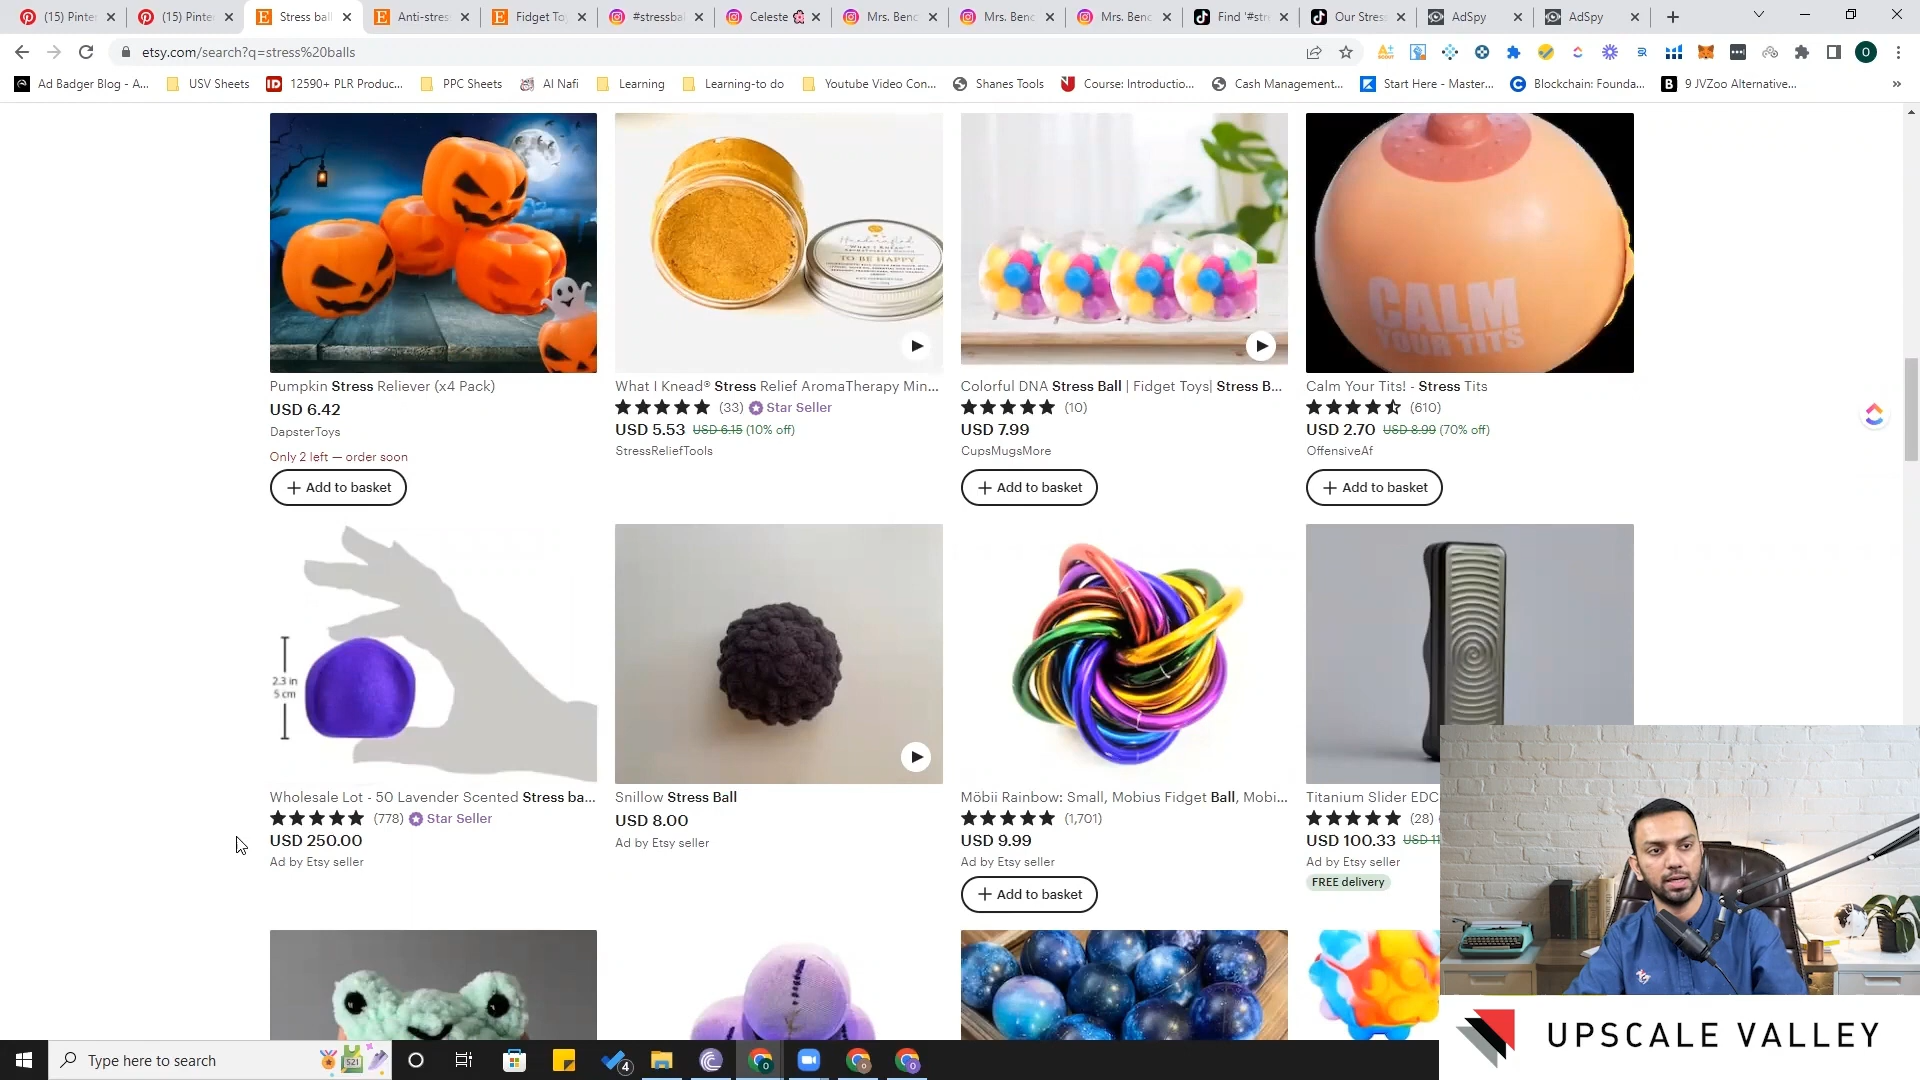 (15) Pinter
(15) Pinter
Stress ball
Anti-stres
Fidget To
#stressba
Celeste
Mrs. Benc
Mrs. Benc
Mrs. Benc
Find '#str
Our Stres
AdSpy
AdSpy
etsy.com/search?q=stress%20balls
Ad Badger Blog - A...
USV Sheets
12590+ PLR Produc...
PPC Sheets
Al Nafi
Learning
Learning-to do
Youtube Video Con...
Shanes Tools
Course: Introductio...
Cash Management...
Start Here - Master...
Blockchain: Founda...
9 JVZoo Alternative...
TO BE HAPPY
CALM
YOUR TITS
Pumpkin Stress Reliever (x4 Pack)
USD 6.42
DapsterToys
Only 2 left — order soon
Add to basket
What I Knead® Stress Relief AromaTherapy Min...
(33) Star Seller
USD 5.53 USD 6.15 (10% off)
StressReliefTools
Colorful DNA Stress Ball | Fidget Toys| Stress B...
(10)
USD 7.99
CupsMugsMore
Add to basket
Calm Your Tits! - Stress Tits
(610)
USD 2.70 USD 8.99 (70% off)
OffensiveAf
Add to basket
2.3 in
5 cm
Wholesale Lot - 50 Lavender Scented Stress ba...
(778) Star Seller
USD 250.00
Ad by Etsy seller
Snillow Stress Ball
USD 8.00
Ad by Etsy seller
Möbii Rainbow: Small, Mobius Fidget Ball, Mobi...
(1,701)
USD 9.99
Ad by Etsy seller
Add to basket
Titanium Slider EDC
(28)
USD 100.33 USD 11
Ad by Etsy seller
FREE delivery
UPSCALE VALLEY
Type here to search
4